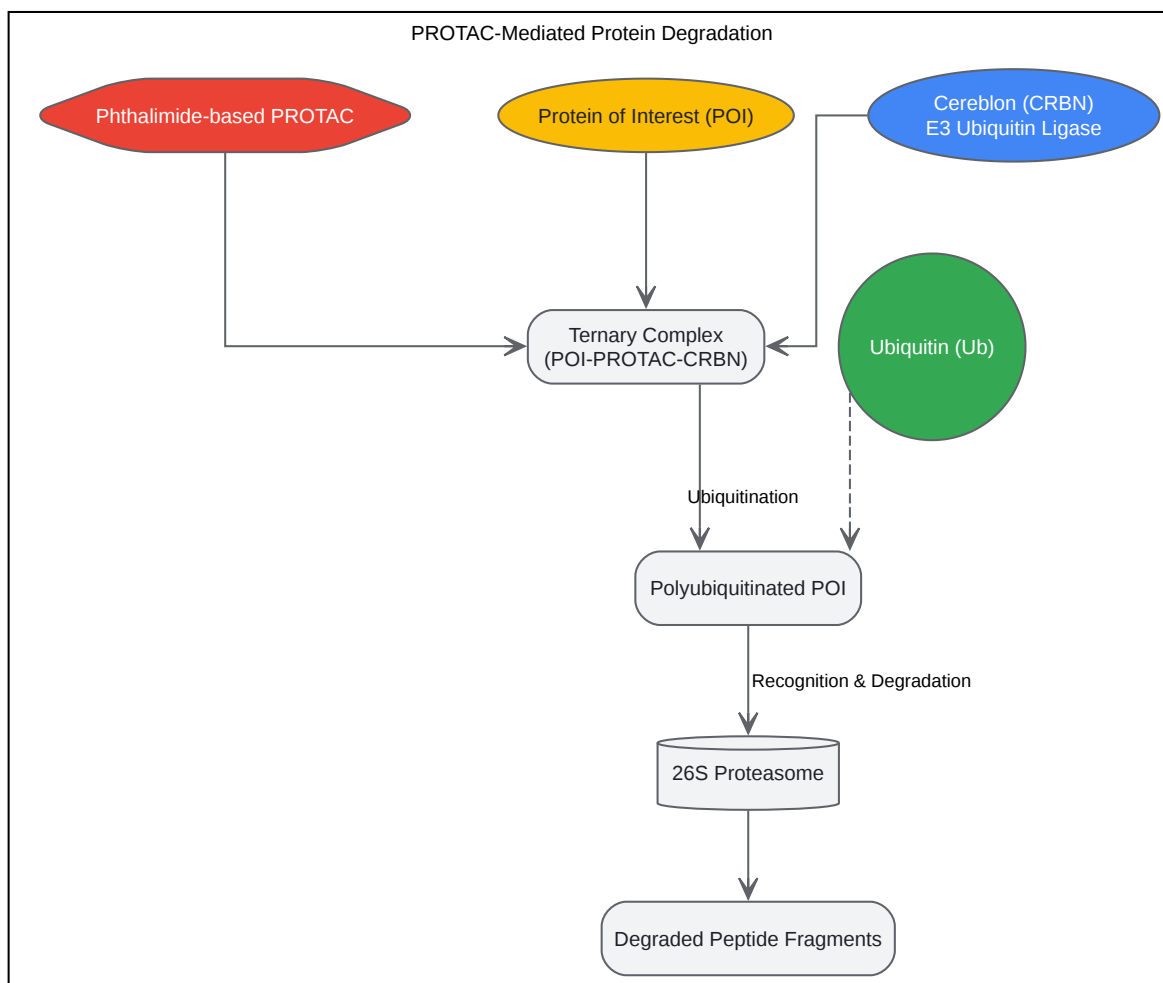 PROTAC-Mediated Protein Degradation
Phthalimide-based PROTAC
Protein of Interest (POI)
Cereblon (CRBN)
E3 Ubiquitin Ligase
Ternary Complex
(POI-PROTAC-CRBN)
Ubiquitin (Ub)
Ubiquitination
Polyubiquitinated POI
Recognition & Degradation
26S Proteasome
Degraded Peptide Fragments